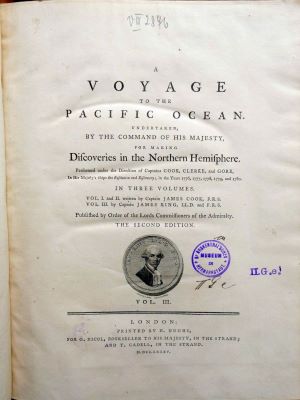 VII 2846
A
VOYAGE
TO THE
PACIFIC OCEAN.
UNDERTAKEN,
BY THE COMMAND OF HIS MAJESTY,
FOR MAKING
Discoveries in the Northern Hemisphere.
Performed under the Direction of Captains COOK, CLERKE, and GORE,
In His Majesty's Ships the Resolution and Discovery; in the Years 1776, 1777, 1778, 1779, and 1780.
IN THREE VOLUMES.
VOL. I. and II. written by Captain JAMES COOK, F.R.S.
VOL. III. by Captain JAMES KING, LL.D. and F.R.S.
Published by Order of the Lords Commissioners of the Admiralty.
THE SECOND EDITION.
MUSEUM
II.G.e!
VOL. III.
LONDON:
PRINTED BY H. HUGHS,
FOR G. NICOL, BOOKSELLER TO HIS MAJESTY, IN THE STRAND;
AND T. CADELL, IN THE STRAND.
M.DCC.LXXXV.